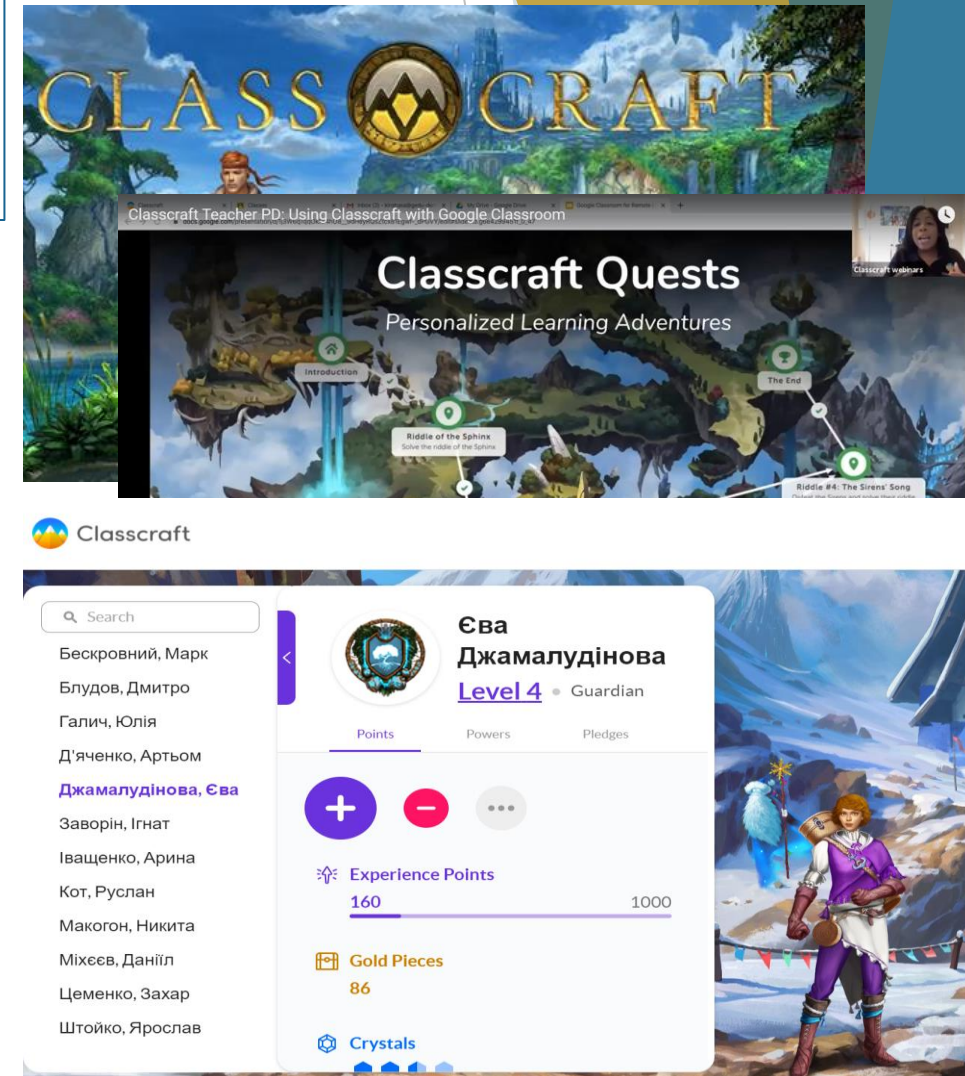 CLASS CRAFT
Classcraft Teacher PD: Using Classcraft with Google Classroom
Classcraft webinars
Classcraft Quests
Personalized Learning Adventures
Introduction
The End
Riddle of the Sphinx
Solve the riddle of the Sphinx
Riddle #4: The Sirens' Song
Classcraft
Search
Бескровний, Марк
Блудов, Дмитро
Галич, Юлія
Д'яченко, Артьом
Джамалудінова, Єва
Заворін, Ігнат
Іващенко, Арина
Кот, Руслан
Макогон, Никита
Міхєєв, Даніїл
Цеменко, Захар
Штойко, Ярослав
Єва
Джамалудінова
Level 4 • Guardian
Points Powers Pledges
Experience Points
160 1000
Gold Pieces
86
Crystals